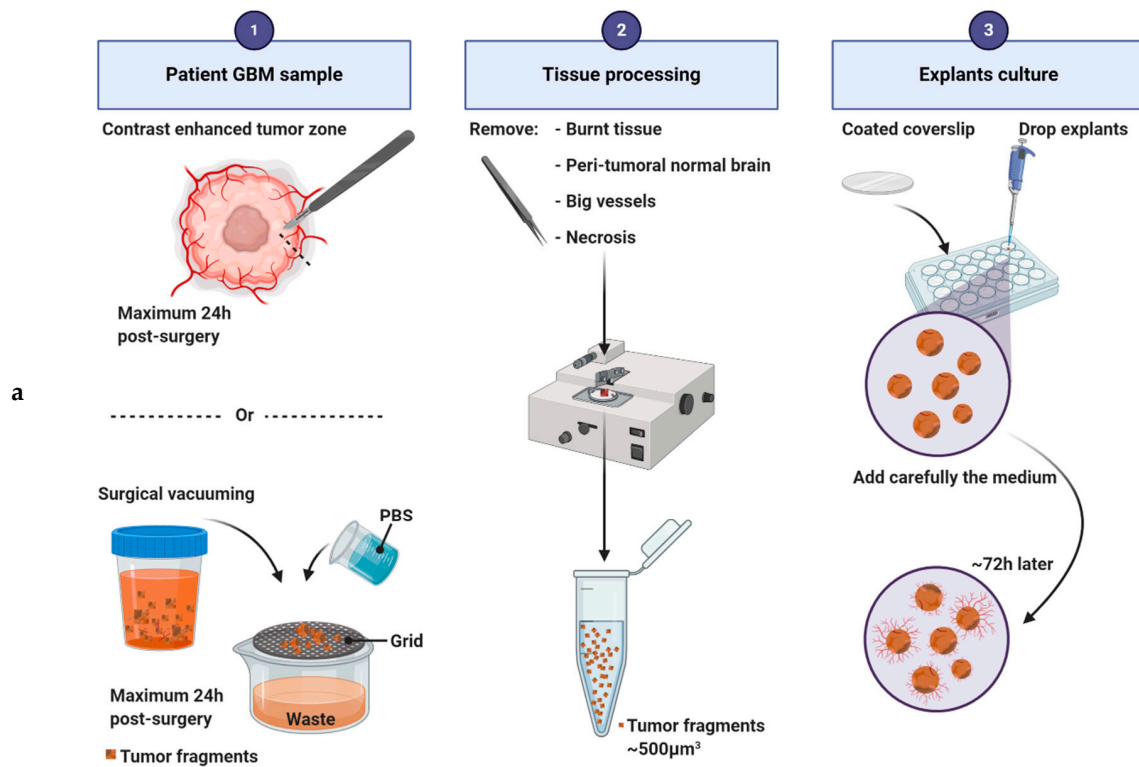 1
Patient GBM sample
Contrast enhanced tumor zone
Maximum 24h
post-surgery
a
Or
Surgical vacuuming
PBS
Grid
Maximum 24h
post-surgery
Waste
Tumor fragments
2
Tissue processing
Remove: - Burnt tissue
- Peri-tumoral normal brain
- Big vessels
- Necrosis
Tumor fragments
~500µm³
3
Explants culture
Coated coverslip
Drop explants
Add carefully the medium
~72h later